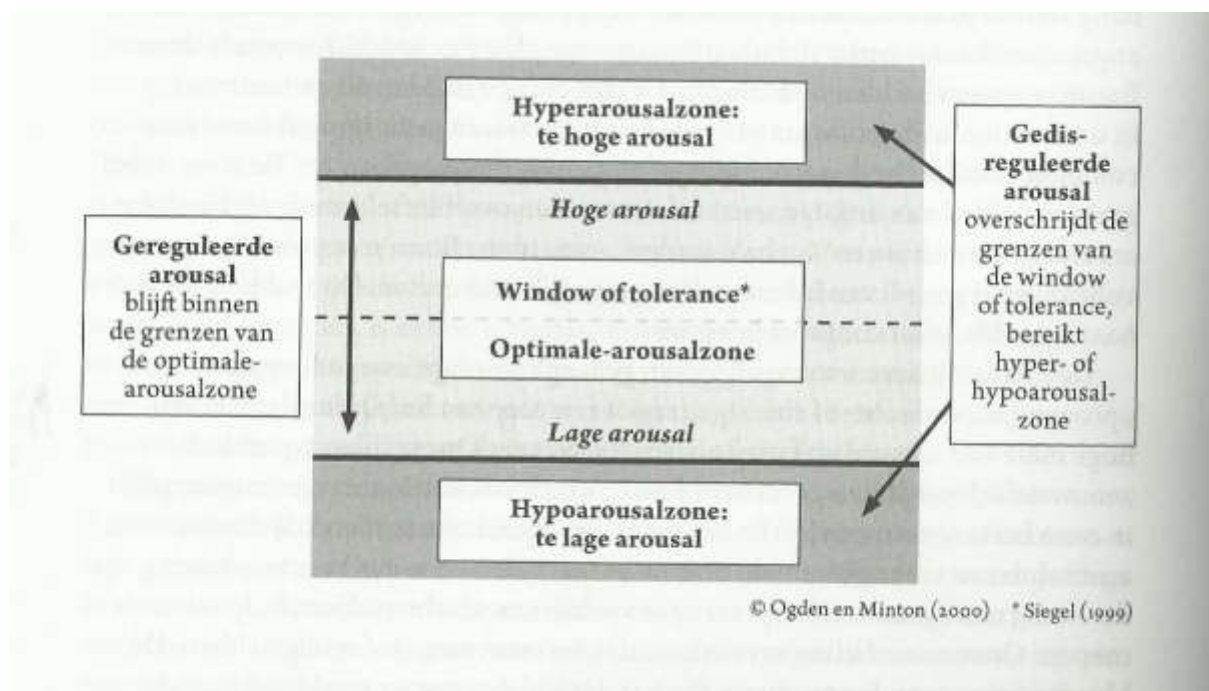 Hyperarousalzone:
te hoge arousal
Hoge arousal
Gereguleerde
arousal
blijft binnen
de grenzen van
de optimale-
arousalzone
Window of tolerance*
Optimale-arousalzone
Lage arousal
Hypoarousalzone:
te lage arousal
Gedis-
reguleerde
arousal
overschrijdt de
grenzen van
de window
of tolerance,
bereikt
hyper- of
hypoarousal-
zone
© Ogden en Minton (2000) * Siegel (1999)